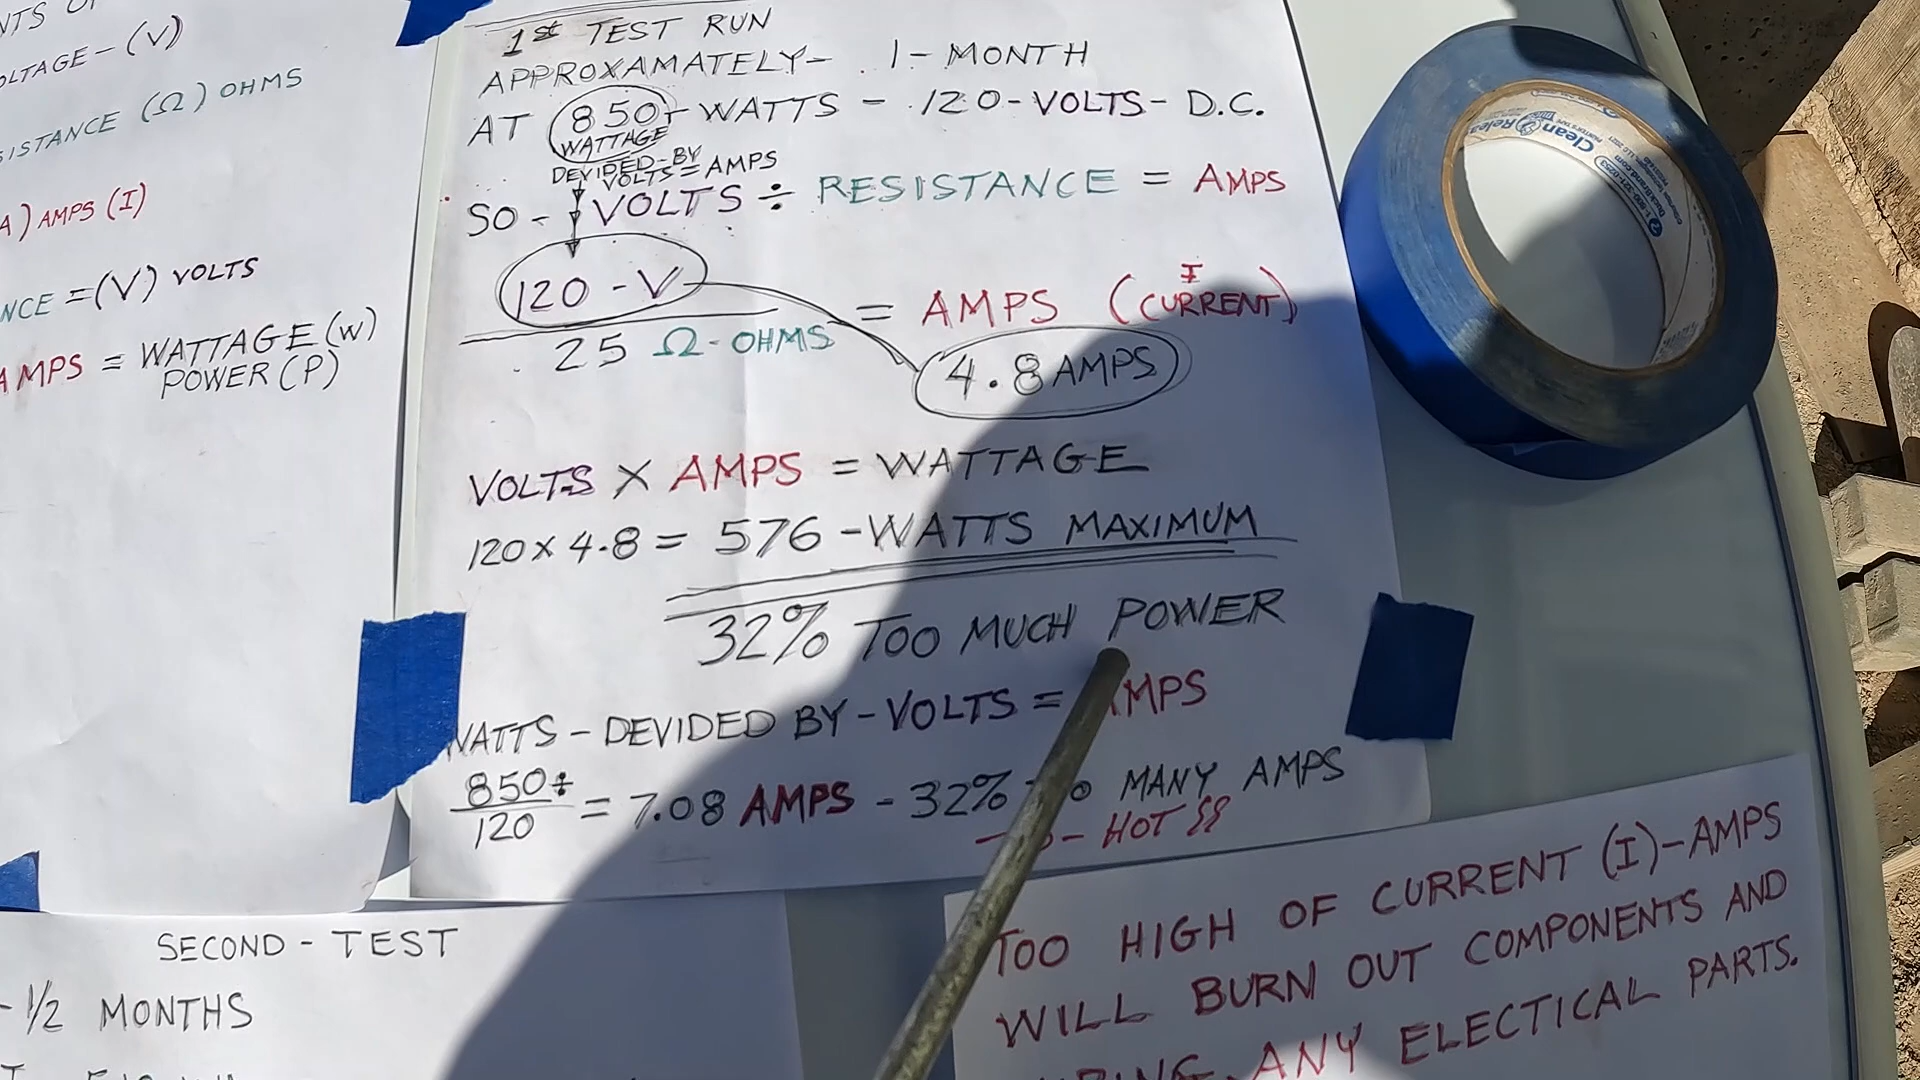 (V)
(Ω) OHMS
AMPS (I)
= (V) VOLTS
AMPS = WATTAGE (W)
POWER (P)
1st TEST RUN
APPROXAMATELY- 1-MONTH
AT 850+ WATTS - 120-VOLTS- D.C.
WATTAGE
DEVIDED-BY
VOLTS = AMPS
SO - VOLTS ÷ RESISTANCE = AMPS
120-V
25 Ω-OHMS
= AMPS (CURRENT)
I
4.8 AMPS
VOLTS X AMPS = WATTAGE
120 x 4.8 = 576 -WATTS MAXIMUM
32% TOO MUCH POWER
WATTS - DEVIDED BY - VOLTS = AMPS
850÷
120
= 7.08 AMPS - 32% MANY AMPS
- HOT
SECOND - TEST
-1/2 MONTHS
TOO HIGH OF CURRENT (I)-AMPS
WILL BURN OUT COMPONENTS AND
ANY ELECTICAL PARTS.
Clean Release